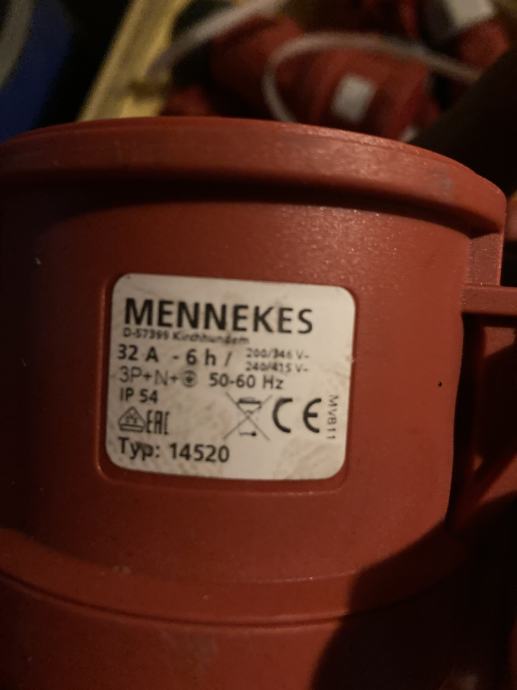 MENNEKES
D-57399 Kirchhundem
32 A - 6 h / 200/346 V~
240/415 V~
3P+N+⏚ 50-60 Hz
IP 54
EAC CE
MVB11
Typ: 14520